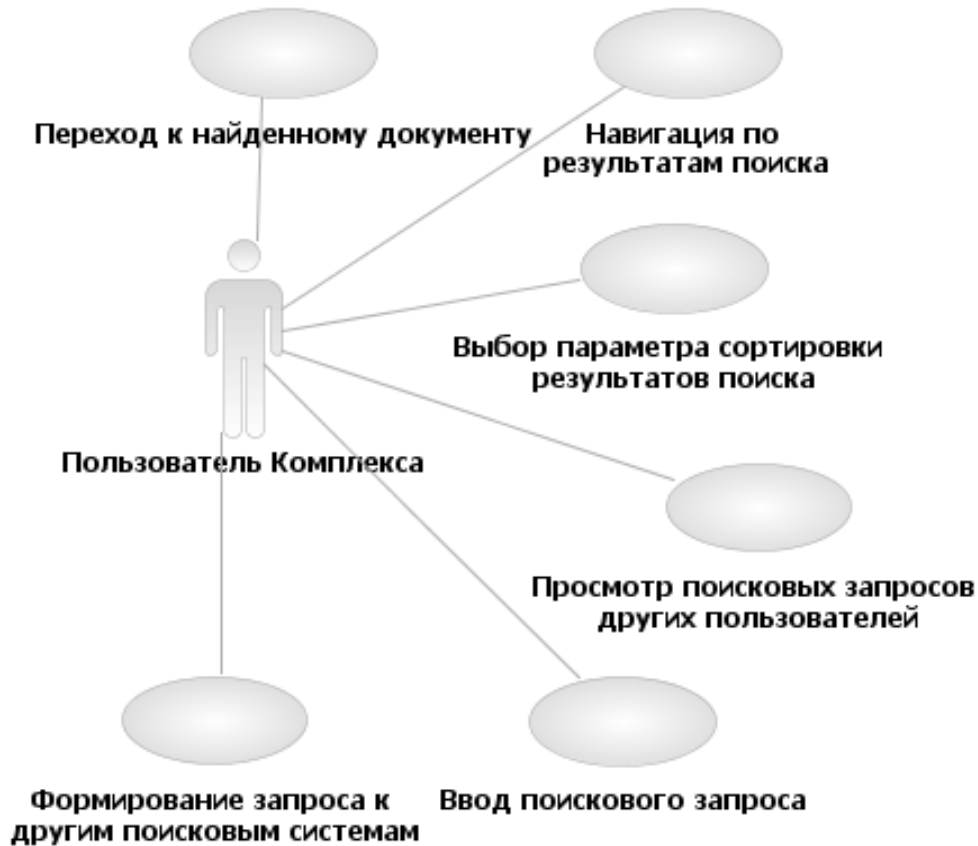 Переход к найденному документу
Навигация по
результатам поиска
Выбор параметра сортировки
результатов поиска
Пользователь Комплекса
Просмотр поисковых запросов
других пользователей
Формирование запроса к
другим поисковым системам
Ввод поискового запроса